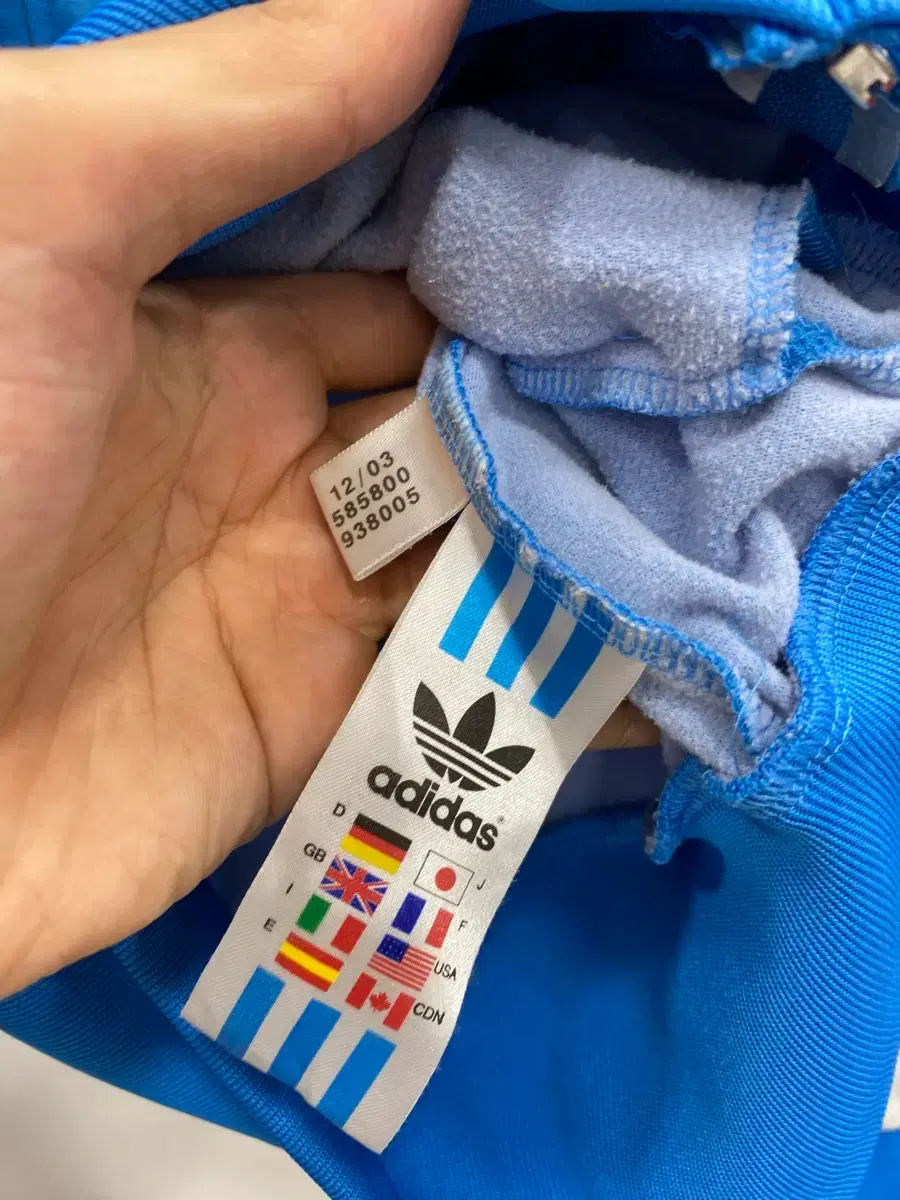 12/03
585800
938005
adidas®
D
GB
J
I
F
E
USA
CDN